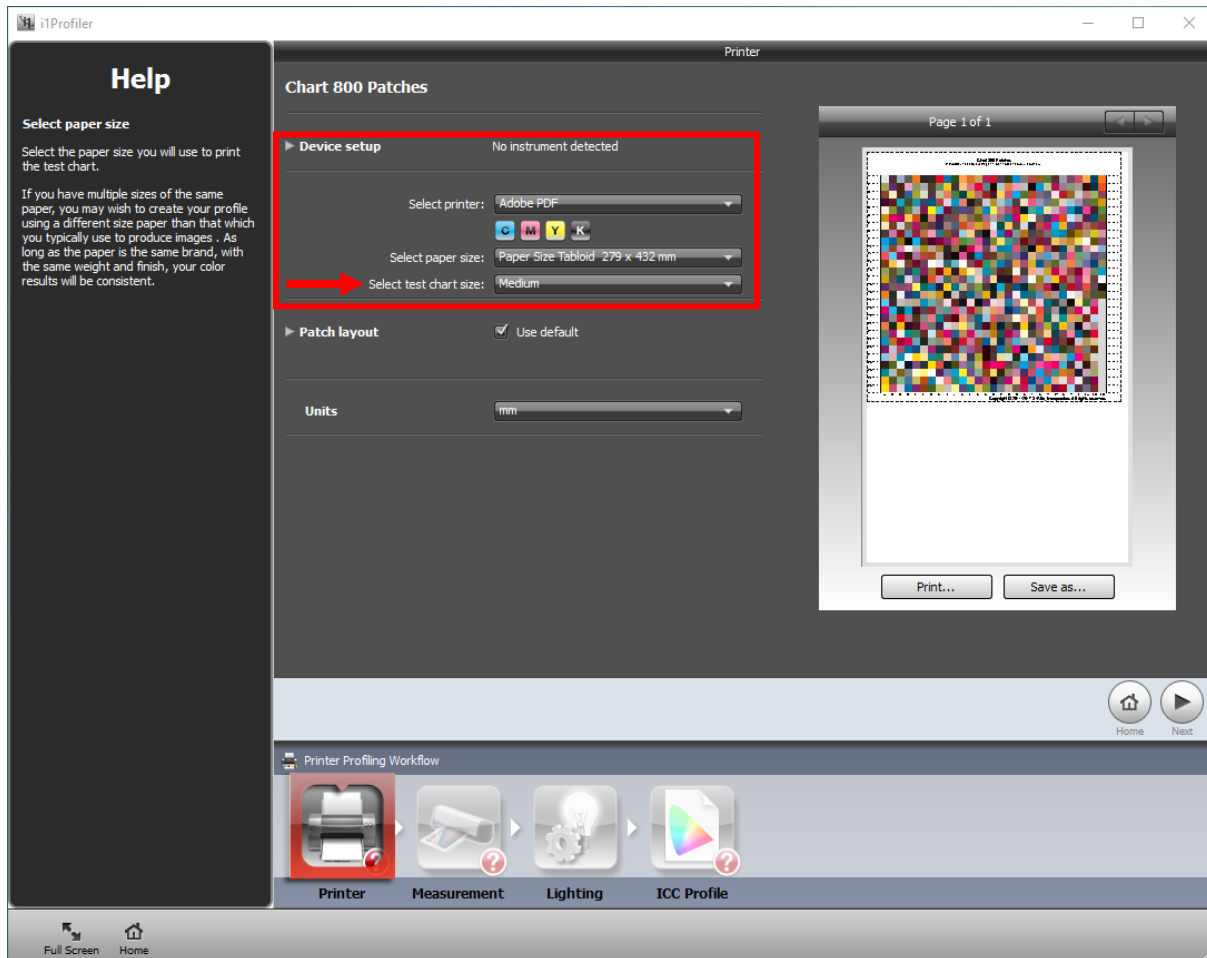 i1Profiler
Help
Select paper size
Select the paper size you will use to print
the test chart.
If you have multiple sizes of the same
paper, you may wish to create your profile
using a different size paper than that which
you typically use to produce images . As
long as the paper is the same brand, with
the same weight and finish, your color
results will be consistent.
Printer
Chart 800 Patches
Device setup No instrument detected
Select printer: Adobe PDF
C M Y K
Select paper size: Paper Size Tabloid 279 x 432 mm
Select test chart size: Medium
Patch layout Use default
Units mm
Page 1 of 1
Chart 800 Patches
Print... Save as...
Home Next
Printer Profiling Workflow
Printer Measurement Lighting ICC Profile
Full Screen Home